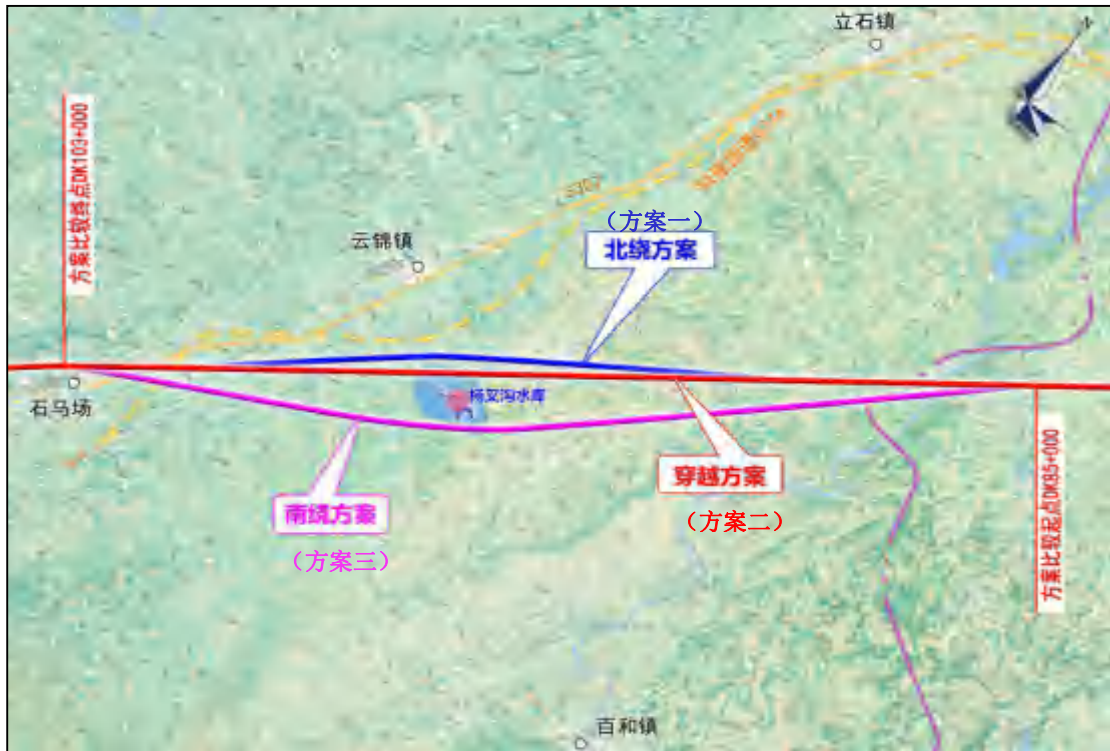 立石镇
方案比较终点DK103+000
（方案一）
北绕方案
云锦镇
石马场
杨叉沟水库
南绕方案
（方案三）
穿越方案
（方案二）
方案比较起点DK85+000
百和镇